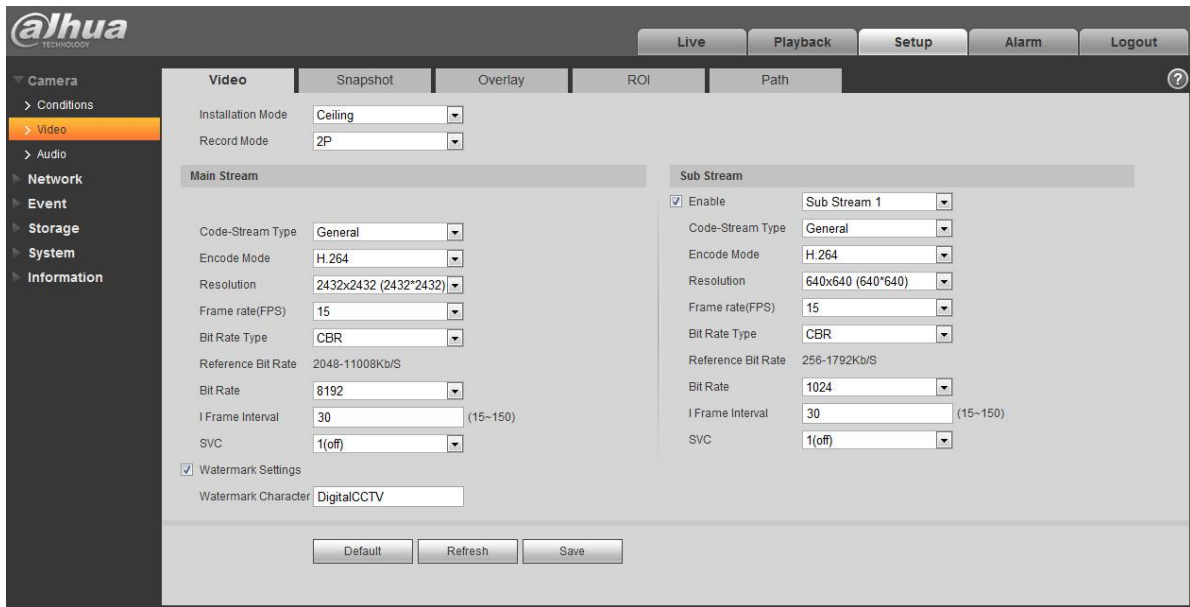 alhua
TECHNOLOGY
Live Playback Setup Alarm Logout
Camera
Conditions
Video
Audio
Network
Event
Storage
System
Information
Video Snapshot Overlay ROI Path
?
Installation Mode Ceiling
Record Mode 2P
Main Stream
Code-Stream Type General
Encode Mode H.264
Resolution 2432x2432 (2432*2432)
Frame rate(FPS) 15
Bit Rate Type CBR
Reference Bit Rate 2048-11008Kb/S
Bit Rate 8192
I Frame Interval 30 (15~150)
SVC 1(off)
Watermark Settings
Watermark Character DigitalCCTV
Sub Stream
Enable Sub Stream 1
Code-Stream Type General
Encode Mode H.264
Resolution 640x640 (640*640)
Frame rate(FPS) 15
Bit Rate Type CBR
Reference Bit Rate 256-1792Kb/S
Bit Rate 1024
I Frame Interval 30 (15~150)
SVC 1(off)
Default Refresh Save